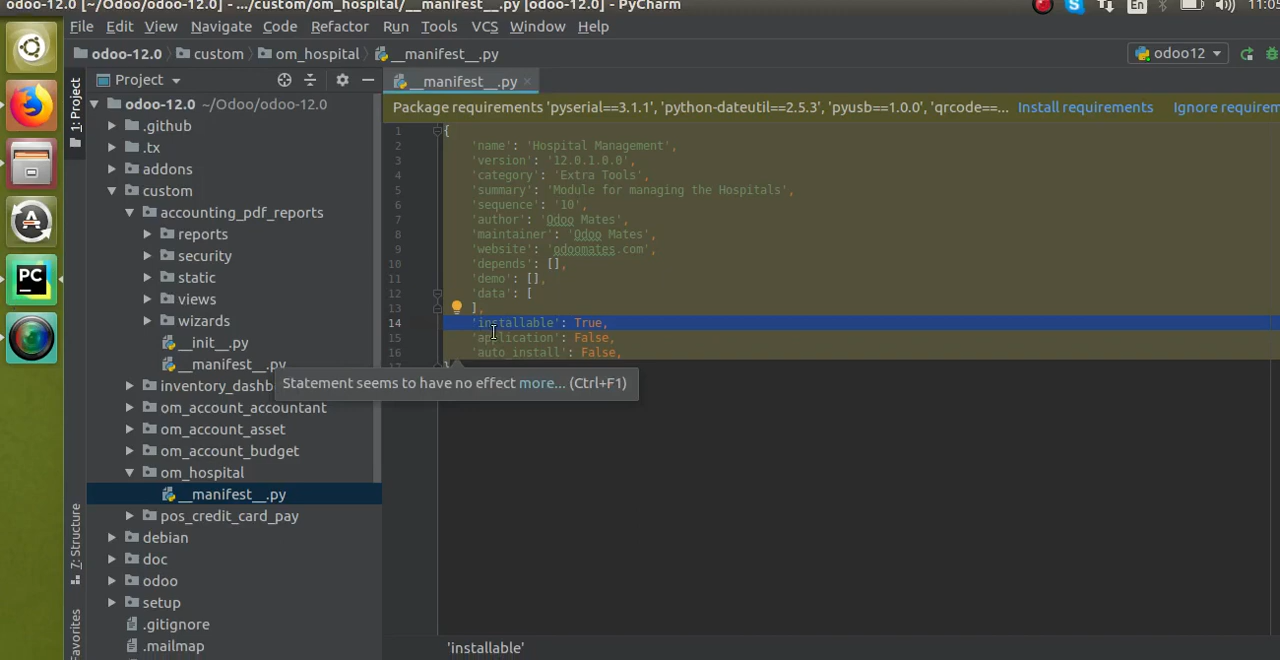 odoo-12.0 [~/Odoo/odoo-12.0] - .../custom/om_hospital/__manifest__.py [odoo-12.0] - PyCharm
En
11:05
File Edit View Navigate Code Refactor Run Tools VCS Window Help
odoo-12.0 custom om_hospital __manifest__.py
odoo12
1: Project
Project
__manifest__.py
odoo-12.0 ~/Odoo/odoo-12.0
.github
.tx
addons
custom
accounting_pdf_reports
reports
security
static
views
wizards
__init__.py
__manifest__.py
inventory_dashb
om_account_accountant
om_account_asset
om_account_budget
om_hospital
__manifest__.py
pos_credit_card_pay
debian
doc
odoo
setup
.gitignore
.mailmap
7: Structure
Favorites
PC
Package requirements 'pyserial==3.1.1', 'python-dateutil==2.5.3', 'pyusb==1.0.0', 'qrcode==... Install requirements Ignore requirem
1 {
2 'name': 'Hospital Management',
3 'version': '12.0.1.0.0',
4 'category': 'Extra Tools',
5 'summary': 'Module for managing the Hospitals',
6 'sequence': '10',
7 'author': 'Odoo Mates',
8 'maintainer': 'Odoo Mates',
9 'website': 'odoomates.com',
10 'depends': [],
11 'demo': [],
12 'data': [
13 ],
14 'installable': True,
15 'application': False,
16 'auto_install': False,
17 }
Statement seems to have no effect more... (Ctrl+F1)
'installable'